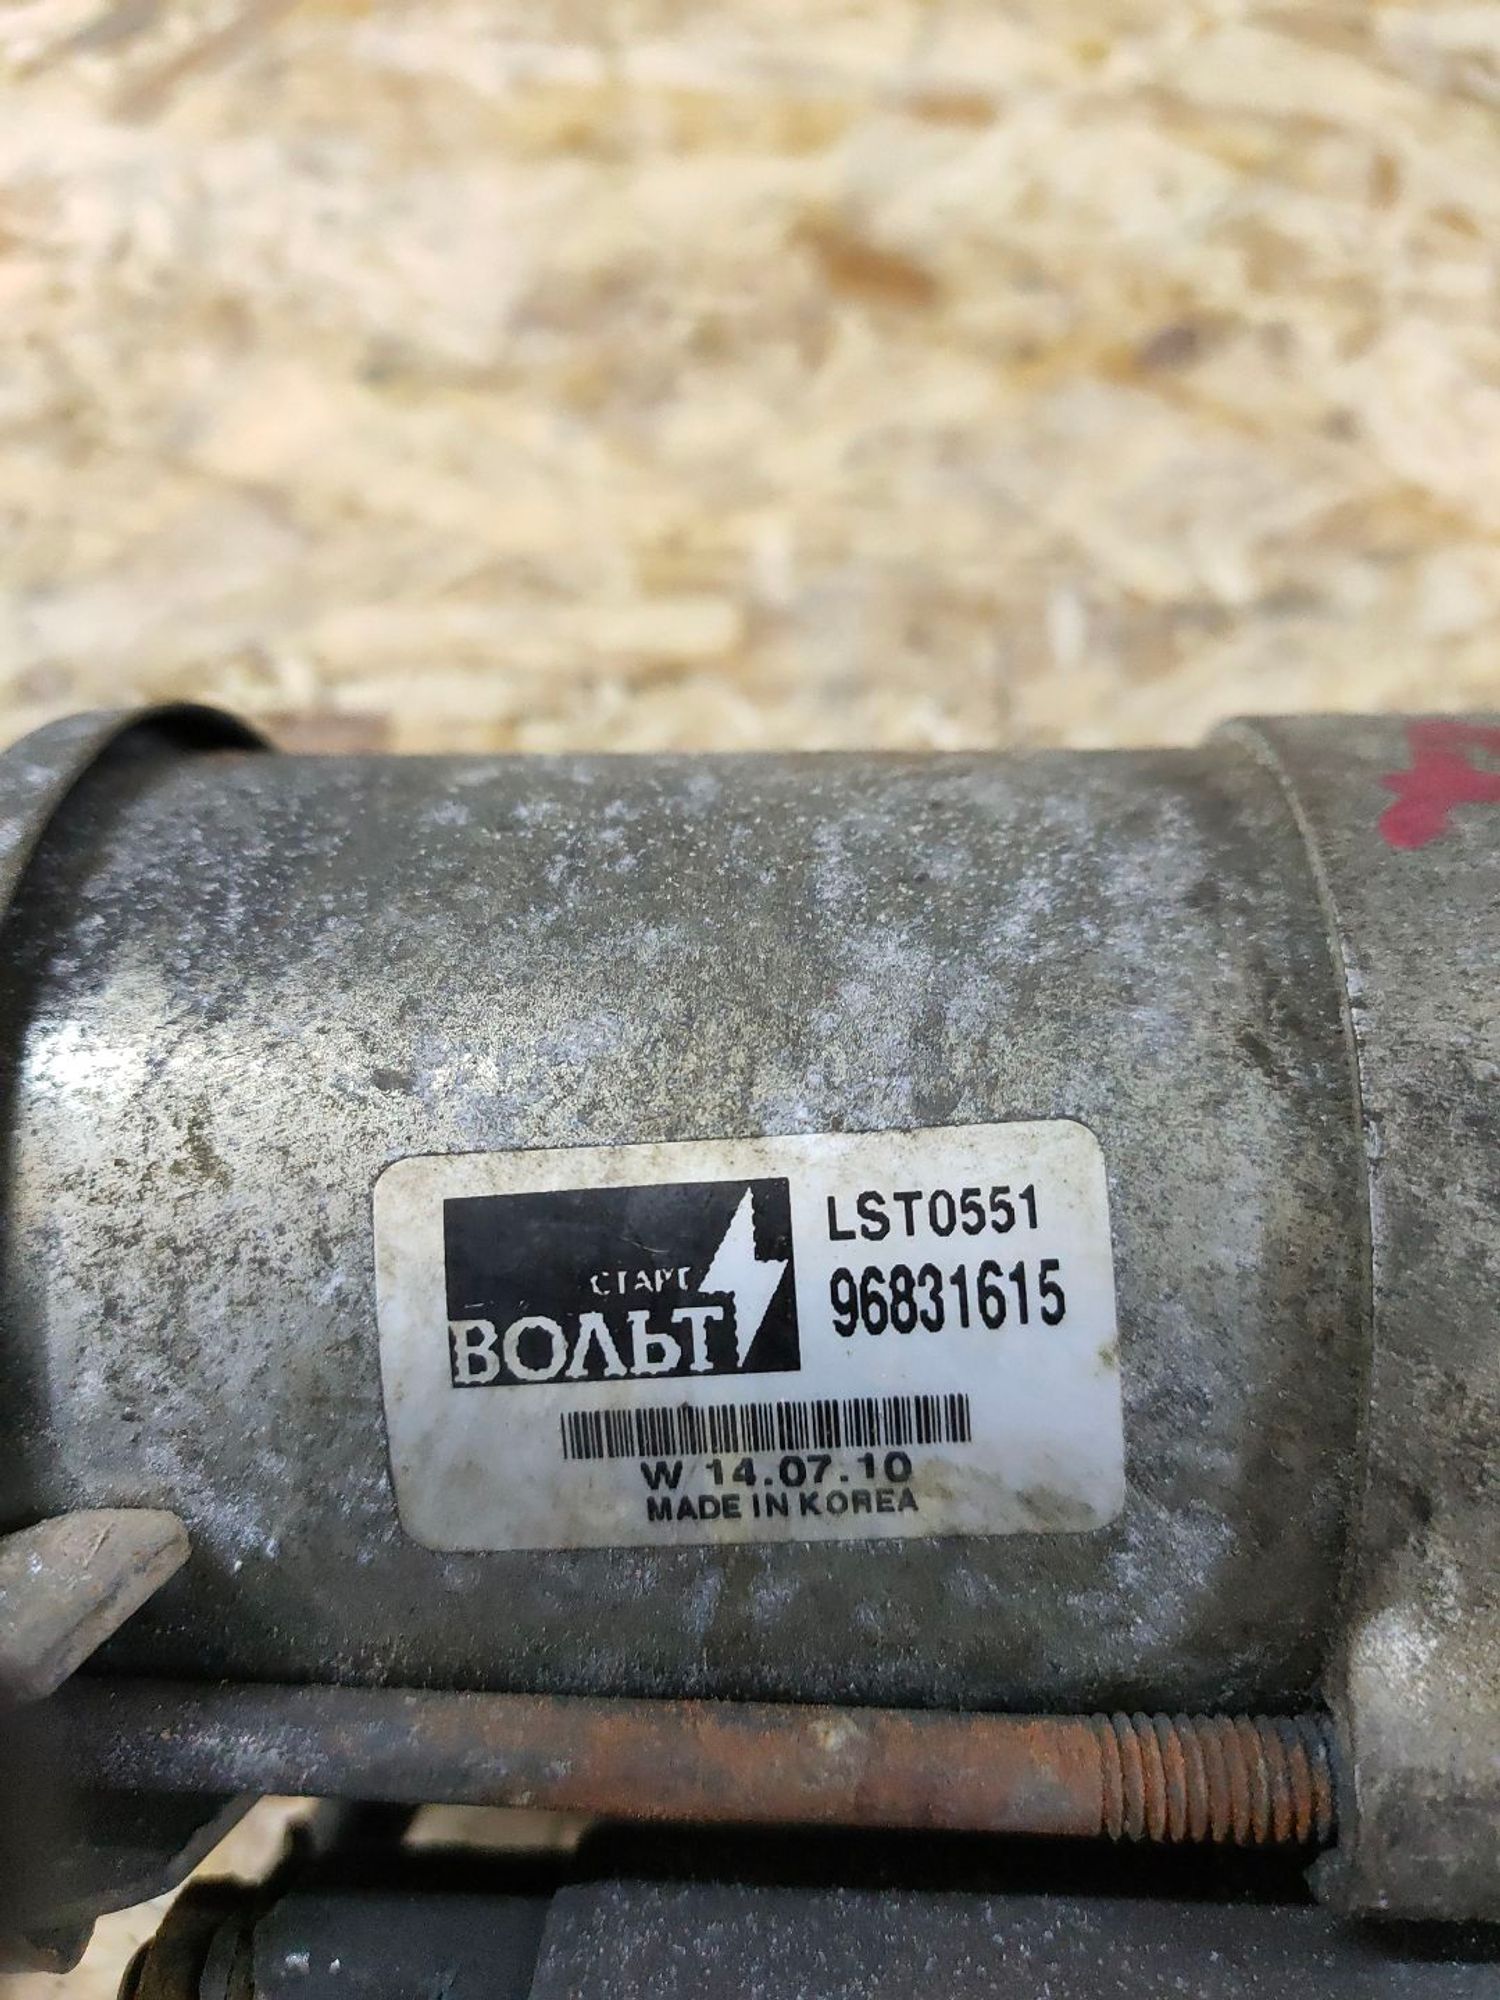 СТАРТ
ВОЛЬТ
LST0551
96831615
W 14.07.10
MADE IN KOREA